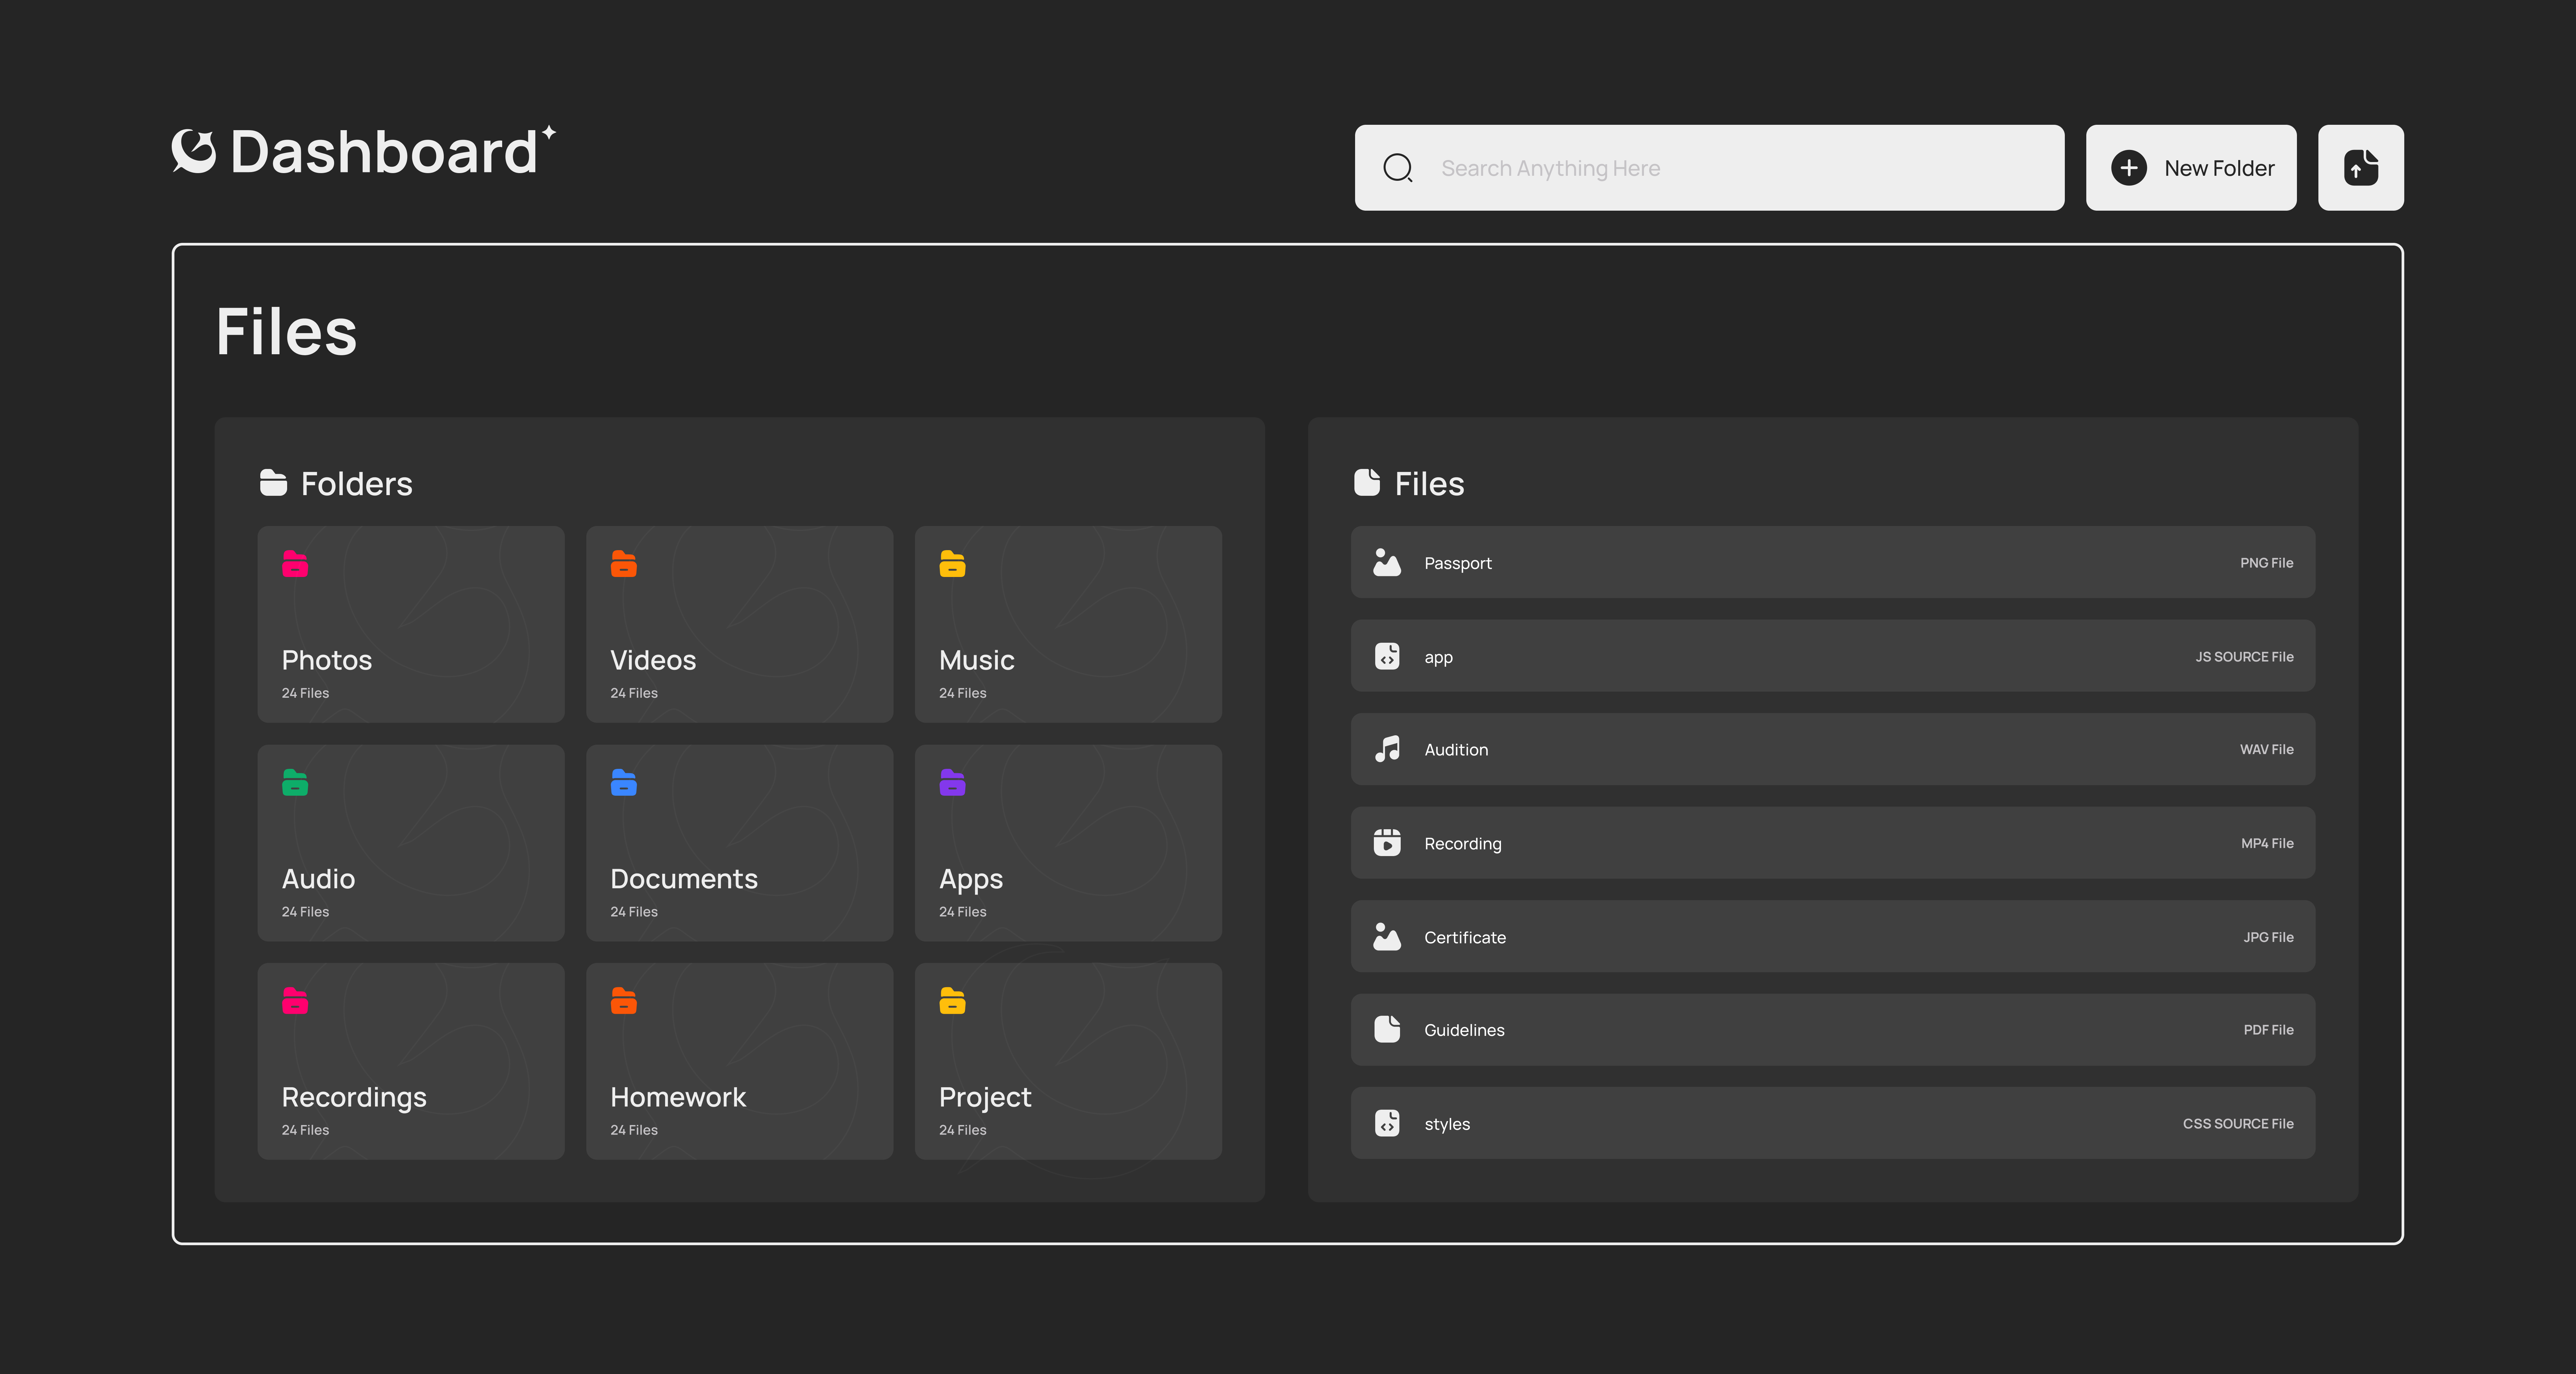 Dashboard
Search Anything Here
New Folder
Files
Folders
Photos
24 Files
Videos
24 Files
Music
24 Files
Audio
24 Files
Documents
24 Files
Apps
24 Files
Recordings
24 Files
Homework
24 Files
Project
24 Files
Files
Passport PNG File
app JS SOURCE File
Audition WAV File
Recording MP4 File
Certificate JPG File
Guidelines PDF File
styles CSS SOURCE File